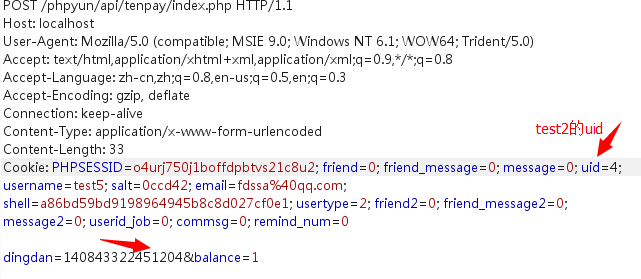 POST /phpyun/api/tenpay/index.php HTTP/1.1
Host: localhost
User-Agent: Mozilla/5.0 (compatible; MSIE 9.0; Windows NT 6.1; WOW64; Trident/5.0)
Accept: text/html,application/xhtml+xml,application/xml;q=0.9,*/*;q=0.8
Accept-Language: zh-cn,zh;q=0.8,en-us;q=0.5,en;q=0.3
Accept-Encoding: gzip, deflate
Connection: keep-alive
Content-Type: application/x-www-form-urlencoded
test2的uid
Content-Length: 33
Cookie: PHPSESSID=o4urj750j1boffdpbtvs21c8u2; friend=0; friend_message=0; message=0; uid=4;
username=test5; salt=0ccd42; email=fdssa%40qq.com;
shell=a86bd59bd9198964945b8c8d027cf0e1; usertype=2; friend2=0; friend_message2=0;
message2=0; userid_job=0; commsg=0; remind_num=0
dingdan=140843322451204&balance=1